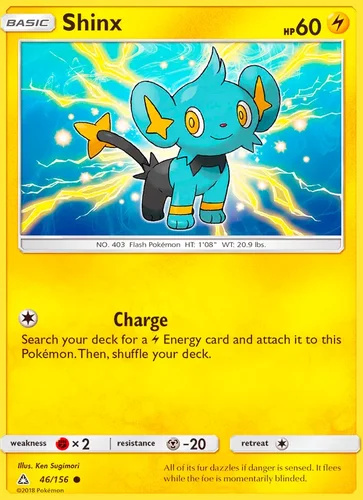 BASIC Shinx HP60
NO. 403 Flash Pokémon HT: 1'08" WT: 20.9 lbs.
Charge
Search your deck for a Energy card and attach it to this
Pokémon. Then, shuffle your deck.
weakness ×2 resistance -20 retreat
Illus. Ken Sugimori
46/156
©2018 Pokémon
All of its fur dazzles if danger is sensed. It flees
while the foe is momentarily blinded.